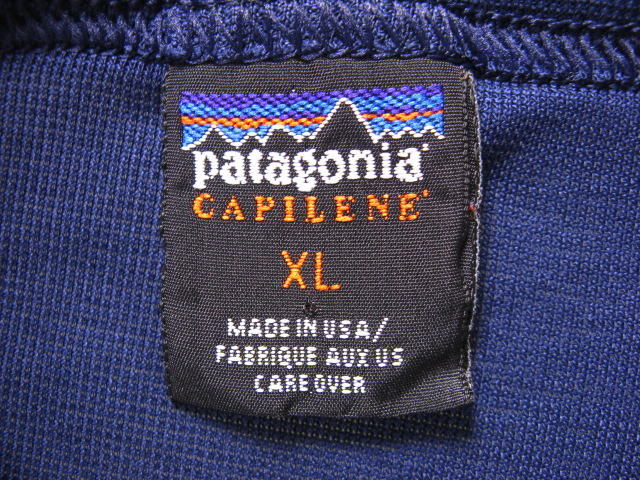 patagonia®
CAPILENE®
XL
MADE IN USA/
FABRIQUE AUX US
CARE OVER